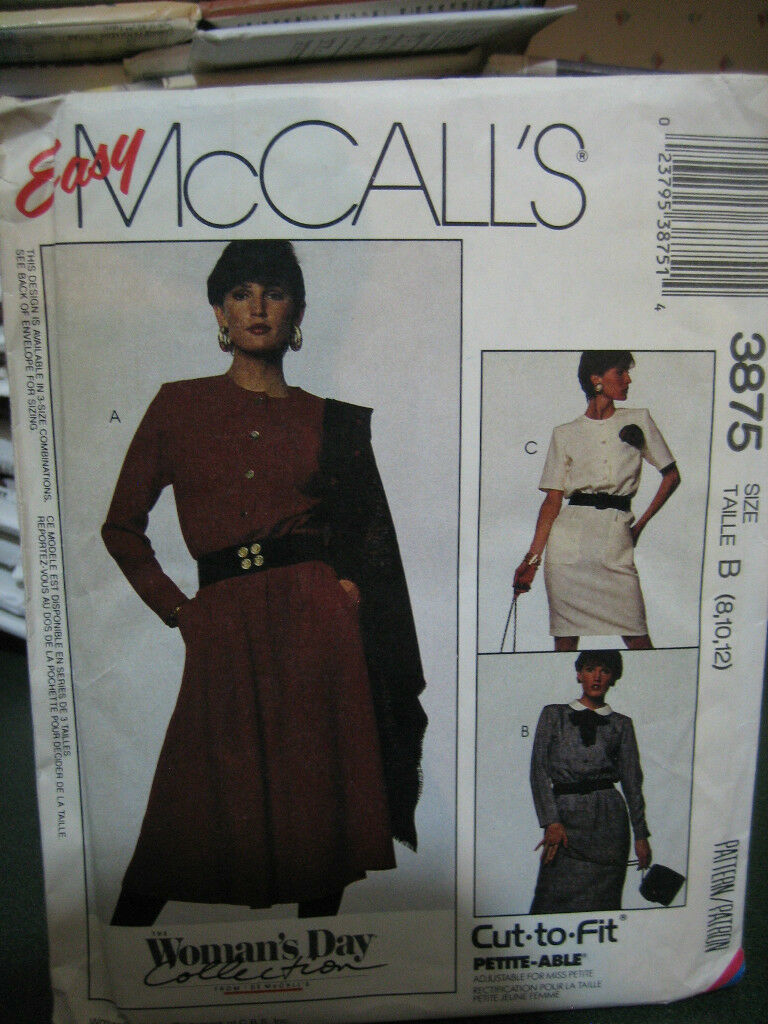 Easy
McCALL'S®
0 23795 38751 4
3875
SIZE
TAILLE B (8,10,12)
PATTERN/PATRON
THIS DESIGN IS AVAILABLE IN 3-SIZE COMBINATIONS.
SEE BACK OF ENVELOPE FOR SIZING
CE MODELE EST DISPONIBLE EN SERIES DE 3 TAILLES.
REPORTEZ-VOUS AU DOS DE LA POCHETTE POUR DECIDER DE LA TAILLE
A
C
B
THE
Woman's Day
Collection
FROM McCALL'S
Cut·to·Fit®
PETITE-ABLE®
ADJUSTABLE FOR MISS PETITE
RECTIFICATION POUR LA TAILLE
PETITE JEUNE FEMME